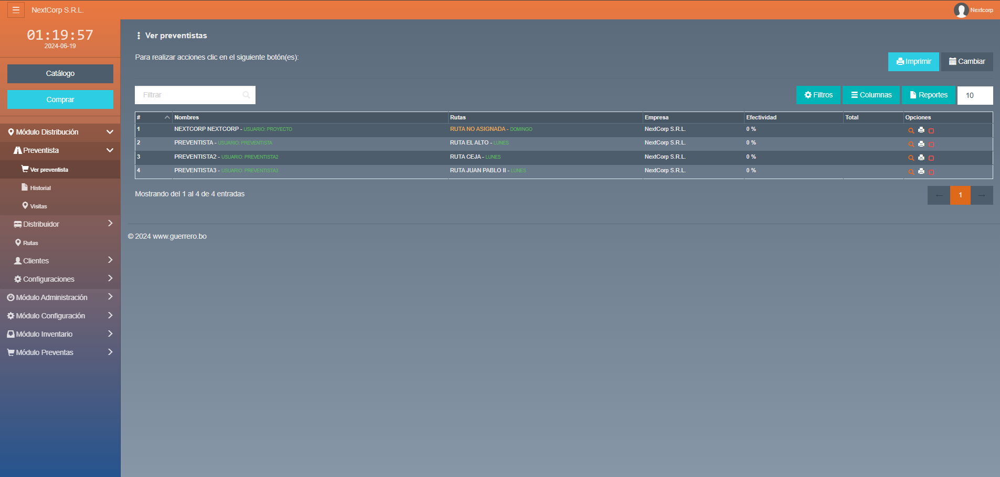 NextCorp S.R.L.
Nextcorp
01:19:57
2024-06-19
Catálogo
Comprar
Módulo Distribución
Preventista
Ver preventista
Historial
Visitas
Distribuidor
Rutas
Clientes
Configuraciones
Módulo Administración
Módulo Configuración
Módulo Inventario
Módulo Preventas
Ver preventistas
Para realizar acciones clic en el siguiente botón(es):
Imprimir
Cambiar
Filtrar
Filtros
Columnas
Reportes
10
# Nombres Rutas Empresa Efectividad Total Opciones
1 NEXTCORP NEXTCORP - USUARIO: PROYECTO RUTA NO ASIGNADA - DOMINGO NextCorp S.R.L. 0 %
2 PREVENTISTA - USUARIO: PREVENTISTA RUTA EL ALTO - LUNES NextCorp S.R.L. 0 %
3 PREVENTISTA2 - USUARIO: PREVENTISTA2 RUTA CEJA - LUNES NextCorp S.R.L. 0 %
4 PREVENTISTA3 - USUARIO: PREVENTISTA3 RUTA JUAN PABLO II - LUNES NextCorp S.R.L. 0 %
Mostrando del 1 al 4 de 4 entradas
← 1 →
© 2024 www.guerrero.bo